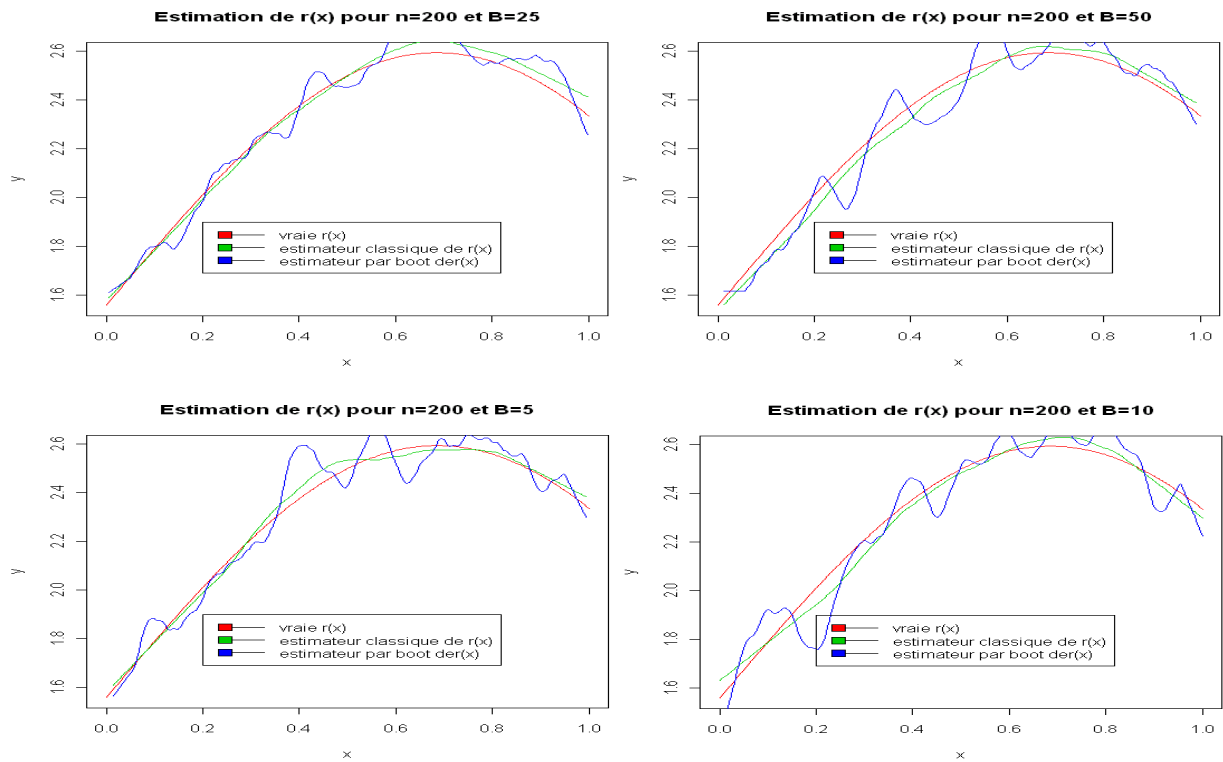 Estimation de r(x) pour n=200 et B=25
y
1.6 1.8 2.0 2.2 2.4 2.6
vraie r(x)
estimateur classique de r(x)
estimateur par boot der(x)
0.0 0.2 0.4 0.6 0.8 1.0
x
Estimation de r(x) pour n=200 et B=50
y
1.6 1.8 2.0 2.2 2.4 2.6
vraie r(x)
estimateur classique de r(x)
estimateur par boot der(x)
0.0 0.2 0.4 0.6 0.8 1.0
x
Estimation de r(x) pour n=200 et B=5
y
1.6 1.8 2.0 2.2 2.4 2.6
vraie r(x)
estimateur classique de r(x)
estimateur par boot der(x)
0.0 0.2 0.4 0.6 0.8 1.0
x
Estimation de r(x) pour n=200 et B=10
y
1.6 1.8 2.0 2.2 2.4 2.6
vraie r(x)
estimateur classique de r(x)
estimateur par boot der(x)
0.0 0.2 0.4 0.6 0.8 1.0
x